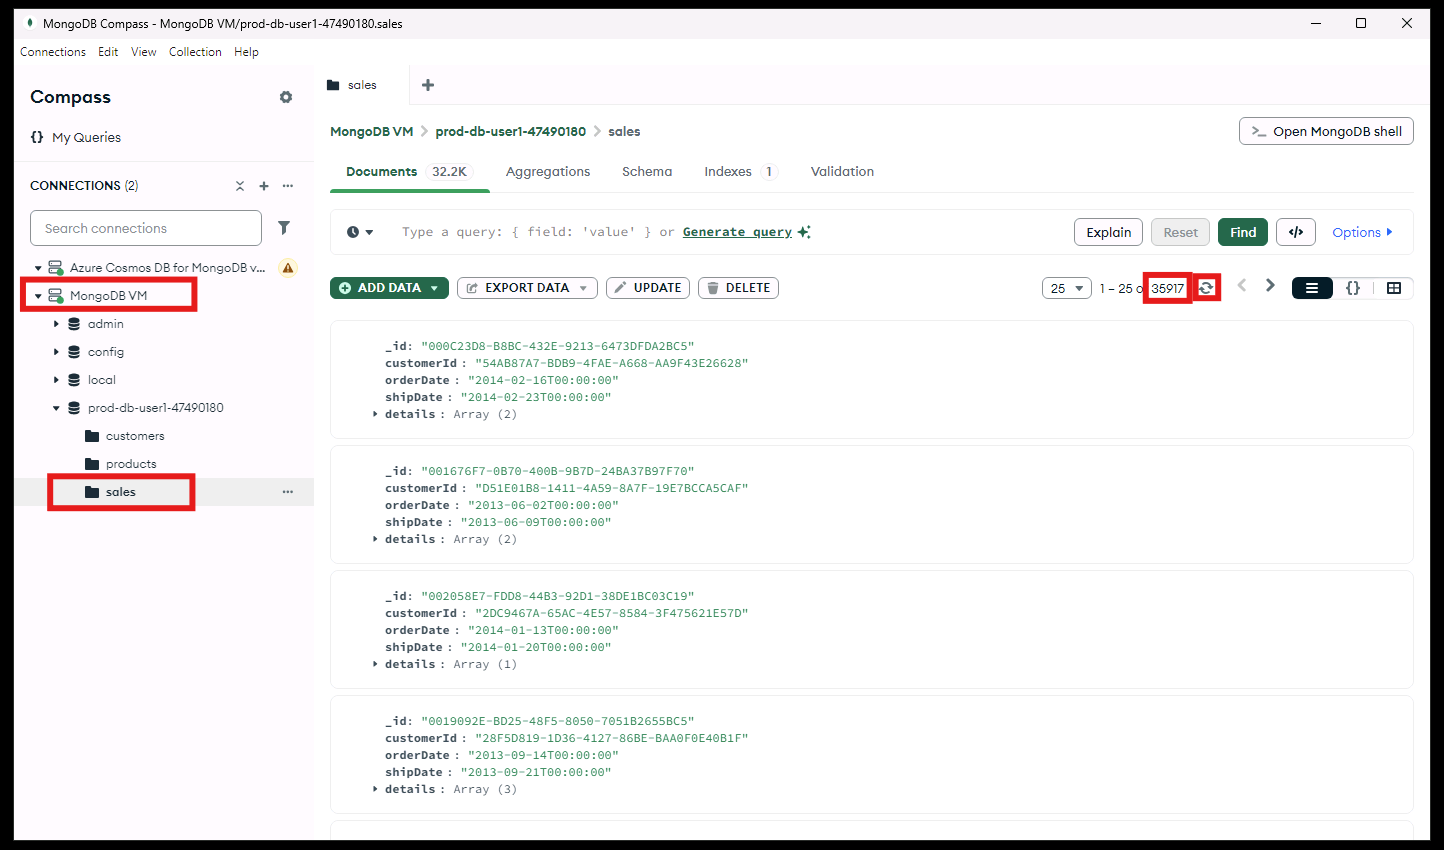 MongoDB Compass - MongoDB VM/prod-db-user1-47490180.sales
Connections Edit View Collection Help
Compass
{} My Queries
CONNECTIONS (2)
Search connections
Azure Cosmos DB for MongoDB v...
MongoDB VM
admin
config
local
prod-db-user1-47490180
customers
products
sales
sales
MongoDB VM > prod-db-user1-47490180 > sales
>_ Open MongoDB shell
Documents 32.2K Aggregations Schema Indexes 1 Validation
Type a query: { field: 'value' } or Generate query
Explain Reset Find </> Options
ADD DATA EXPORT DATA UPDATE DELETE
25 1 – 25 o 35917 {}
_id: "000C23D8-B8BC-432E-9213-6473DFDA2BC5"
customerId : "54AB87A7-BDB9-4FAE-A668-AA9F43E26628"
orderDate : "2014-02-16T00:00:00"
shipDate : "2014-02-23T00:00:00"
details : Array (2)
_id: "001676F7-0B70-400B-9B7D-24BA37B97F70"
customerId : "D51E01B8-1411-4A59-8A7F-19E7BCCA5CAF"
orderDate : "2013-06-02T00:00:00"
shipDate : "2013-06-09T00:00:00"
details : Array (2)
_id: "002058E7-FDD8-44B3-92D1-38DE1BC03C19"
customerId : "2DC9467A-65AC-4E57-8584-3F475621E57D"
orderDate : "2014-01-13T00:00:00"
shipDate : "2014-01-20T00:00:00"
details : Array (1)
_id: "0019092E-BD25-48F5-8050-7051B2655BC5"
customerId : "28F5D819-1D36-4127-86BE-BAA0F0E40B1F"
orderDate : "2013-09-14T00:00:00"
shipDate : "2013-09-21T00:00:00"
details : Array (3)